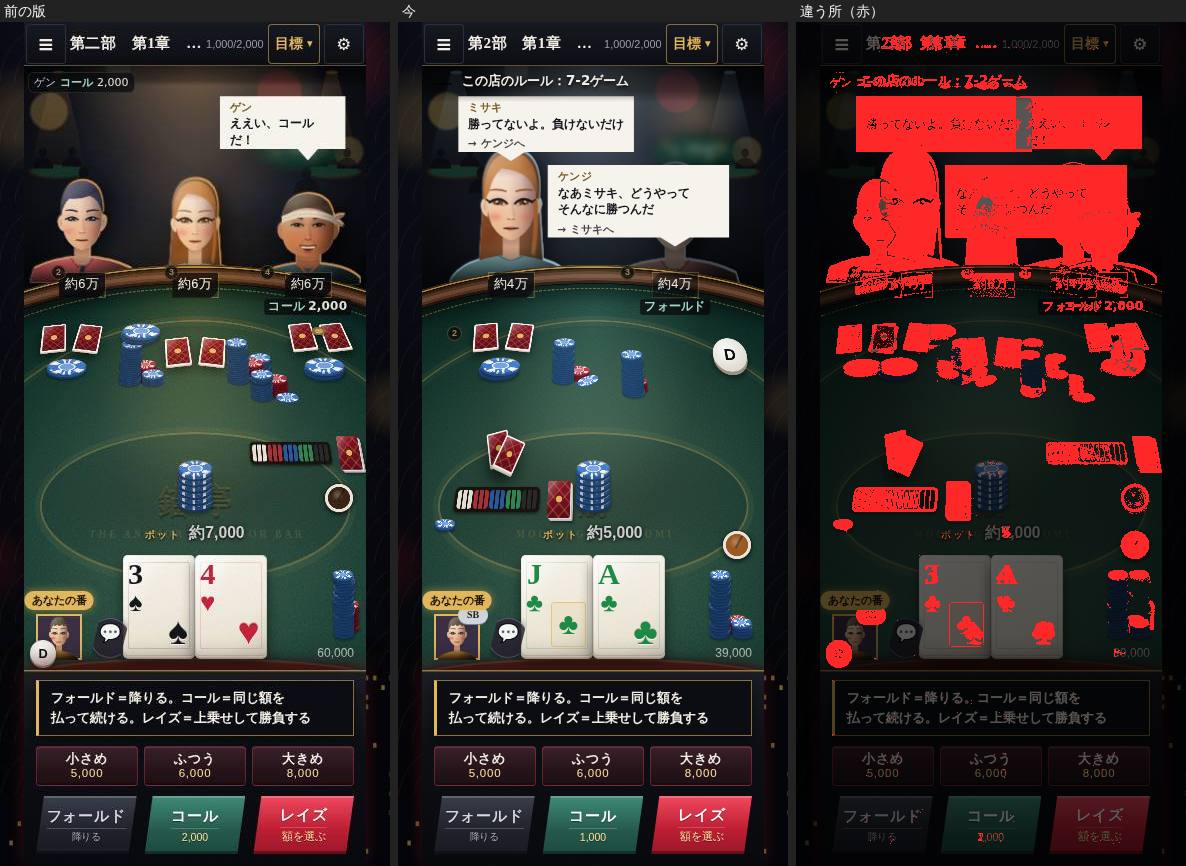 前の版
今
違う所（赤）
☰ 第二部 第1章 … 1,000/2,000 目標▼
ゲン コール 2,000
ゲン
ええい、コール
だ！
2 約6万
3 約6万
4 約6万
コール 2,000
ポット 約7,000
3
4
あなたの番
D
60,000
フォールド＝降りる。コール＝同じ額を
払って続ける。レイズ＝上乗せして勝負する
小さめ
5,000
ふつう
6,000
大きめ
8,000
フォールド
降りる
コール
2,000
レイズ
額を選ぶ
☰ 第2部 第1章 … 1,000/2,000 目標▼
この店のルール：7-2ゲーム
ミサキ
勝ってないよ。負けないだけ
→ ケンジへ
ケンジ
なあミサキ、どうやって
そんなに勝つんだ
→ ミサキへ
約4万
3 約4万
フォールド
2
D
ポット 約5,000
J
A
あなたの番
SB
39,000
フォールド＝降りる。コール＝同じ額を
払って続ける。レイズ＝上乗せして勝負する
小さめ
5,000
ふつう
6,000
大きめ
8,000
フォールド
降りる
コール
1,000
レイズ
額を選ぶ
目標▼
この店のルール：7-2ゲーム
あなたの番
フォールド＝降りる。コール＝同じ額を
払って続ける。レイズ＝上乗せして勝負する
小さめ
5,000
ふつう
6,000
大きめ
8,000
フォールド
降りる
コール
レイズ
額を選ぶ